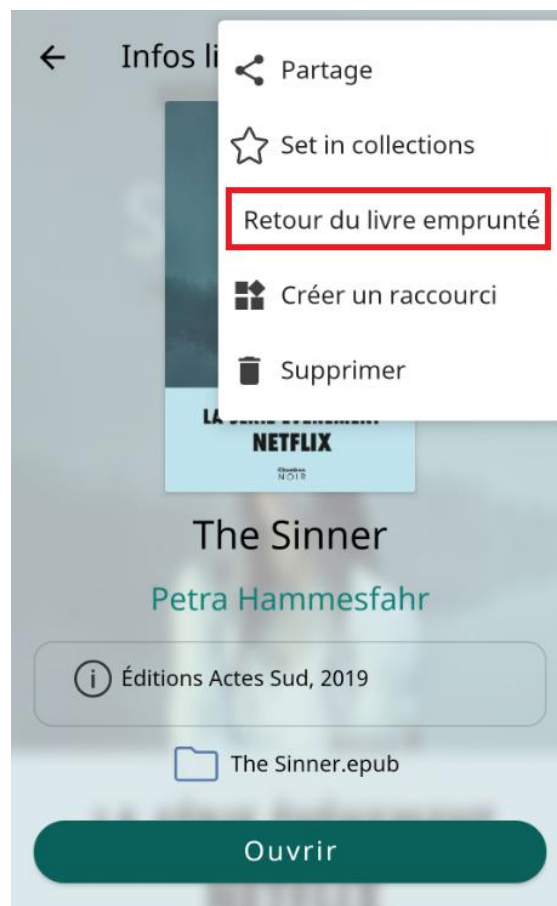 Infos li
Partage
Set in collections
Retour du livre emprunté
Créer un raccourci
Supprimer
NETFLIX
NOIR
The Sinner
Petra Hammesfahr
Éditions Actes Sud, 2019
The Sinner.epub
Ouvrir